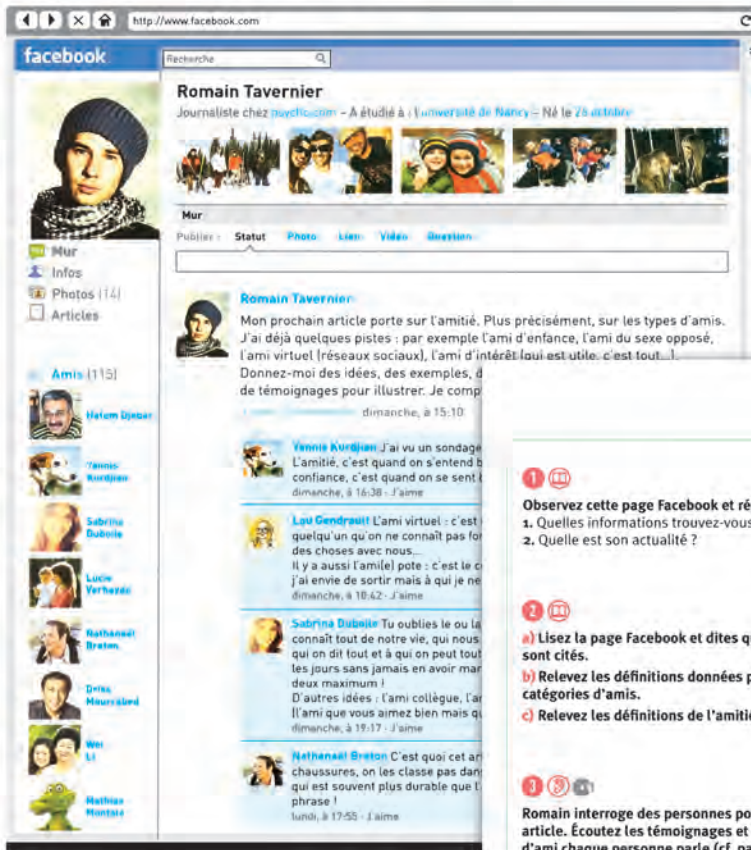 http://www.facebook.com
facebook
Recherche
Romain Tavernier
Journaliste chez psycho.com – A étudié à : l'université de Nancy – Né le 28 octobre
Mur
Publier : Statut Photo Lien Vidéo Question
Mur
Infos
Photos (14)
Articles
Amis (115)
Hatem Djebar
Yannis
Kurdjian
Sabrina
Dubolle
Lucie
Nathanaël
Breton
Driss
Wei
Li
Mathias
Romain Tavernier
Mon prochain article porte sur l'amitié. Plus précisément, sur les types d'amis.
J'ai déjà quelques pistes : par exemple l'ami d'enfance, l'ami du sexe opposé,
l'ami virtuel (réseaux sociaux), l'ami d'intérêt (qui est utile, c'est tout...).
Donnez-moi des idées, des exemples, d
de témoignages pour illustrer. Je comp
dimanche, à 15:10
Yannis Kurdjian J'ai vu un sondage
L'amitié, c'est quand on s'entend b
confiance, c'est quand on se sent
dimanche, à 16:38 - J'aime
Lou Gendrault L'ami virtuel : c'est
quelqu'un qu'on ne connaît pas for
des choses avec nous...
Il y a aussi l'ami(e) pote : c'est le c
j'ai envie de sortir mais à qui je ne
dimanche, à 18:42 - J'aime
Sabrina Dubolle Tu oublies le ou la
connaît tout de notre vie, qui nous
qui on dit tout et à qui on peut tout
les jours sans jamais en avoir mar
deux maximum !
D'autres idées : l'ami collègue, l'a
(l'ami que vous aimez bien mais qu
dimanche, à 19:17 - J'aime
Nathanaël Breton C'est quoi cet ar
chaussures, on les classe pas dan
qui est souvent plus durable que l'
phrase !
lundi, à 17:55 - J'aime
1
Observez cette page Facebook et ré
1. Quelles informations trouvez-vous
2. Quelle est son actualité ?
2
a) Lisez la page Facebook et dites qu
sont cités.
b) Relevez les définitions données p
catégories d'amis.
c) Relevez les définitions de l'amitié
3
Romain interroge des personnes po
article. Écoutez les témoignages et
d'ami chaque personne parle (cf. pa